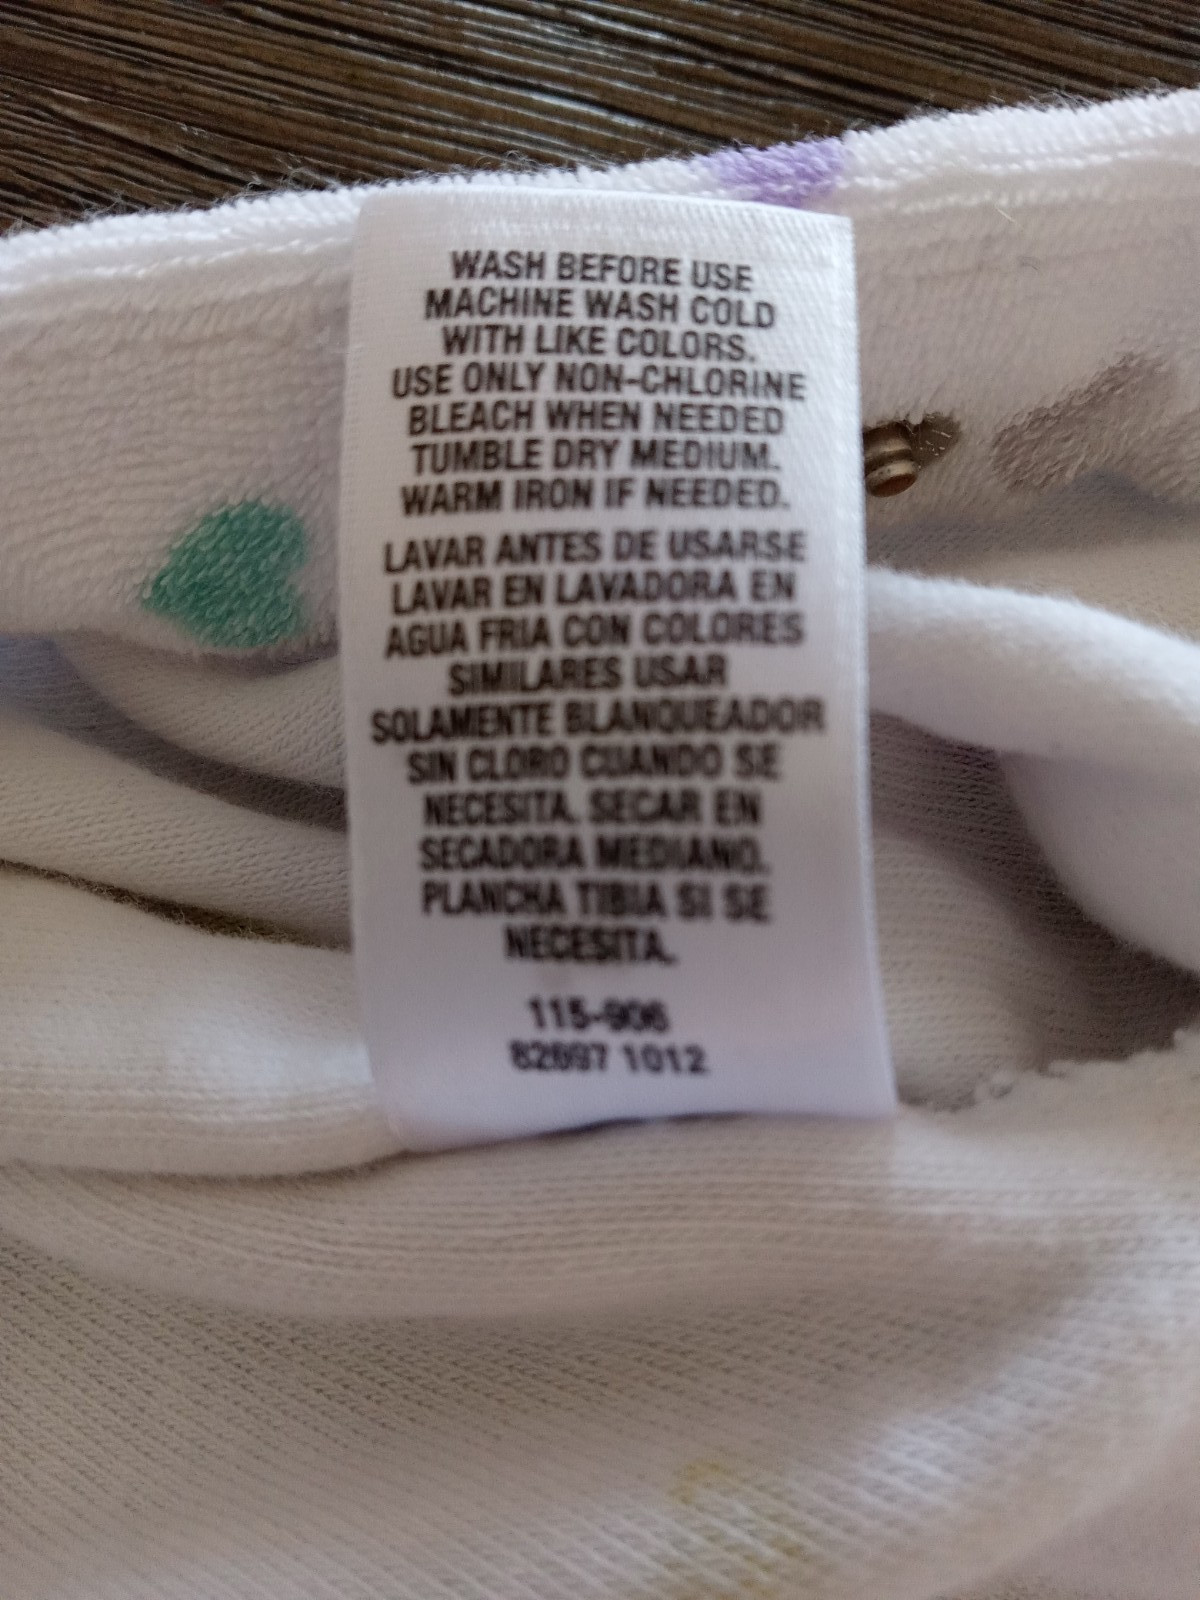 WASH BEFORE USE
MACHINE WASH COLD
WITH LIKE COLORS.
USE ONLY NON-CHLORINE
BLEACH WHEN NEEDED
TUMBLE DRY MEDIUM.
WARM IRON IF NEEDED.
LAVAR ANTES DE USARSE
LAVAR EN LAVADORA EN
AGUA FRIA CON COLORES
SIMILARES USAR
SOLAMENTE BLANQUEADOR
SIN CLORO CUANDO SE
NECESITA. SECAR EN
SECADORA MEDIANO.
PLANCHA TIBIA SI SE
NECESITA.
115-906
82697 1012